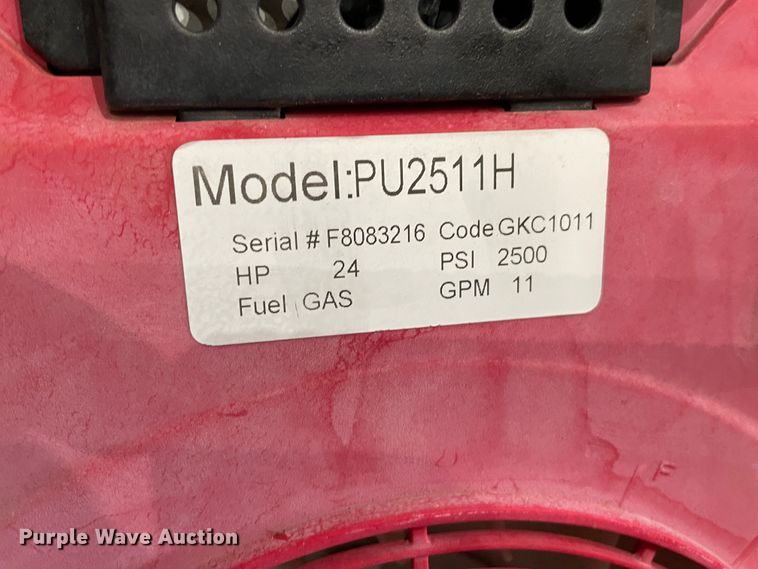 Model:PU2511H
Serial # F8083216 Code GKC1011
HP 24 PSI 2500
Fuel GAS GPM 11
F
Purple Wave Auction